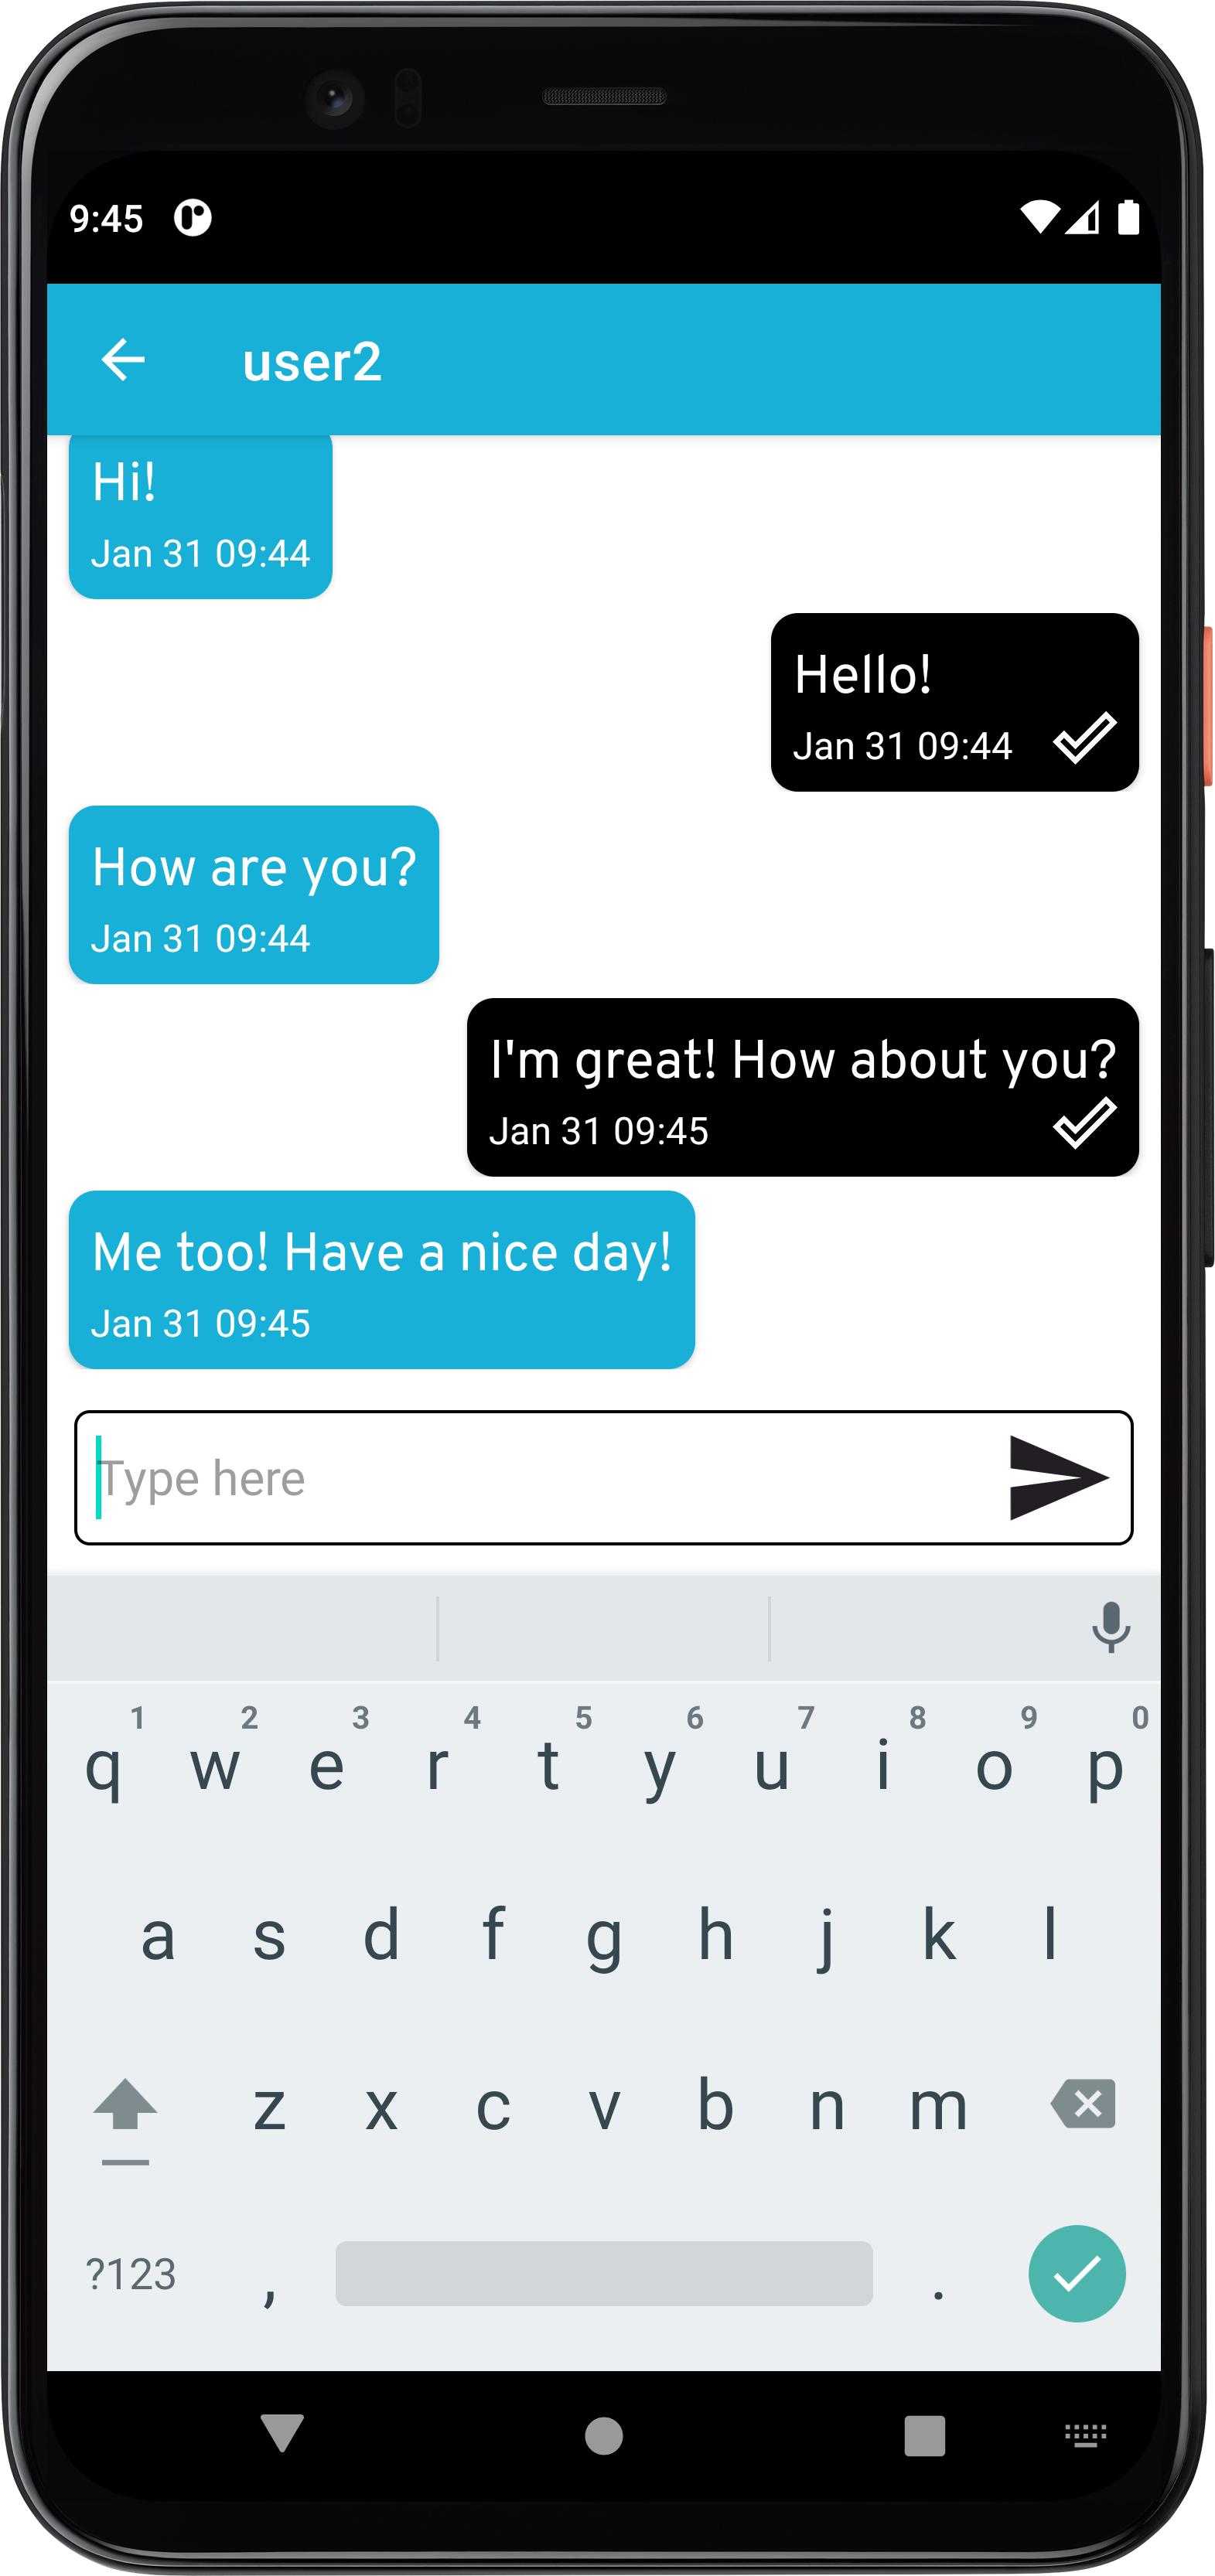 9:45
user2
Hi!
Jan 31 09:44
Hello!
Jan 31 09:44
How are you?
Jan 31 09:44
I'm great! How about you?
Jan 31 09:45
Me too! Have a nice day!
Jan 31 09:45
Type here
1 2 3 4 5 6 7 8 9 0
q w e r t y u i o p
a s d f g h j k l
z x c v b n m
?123 , .